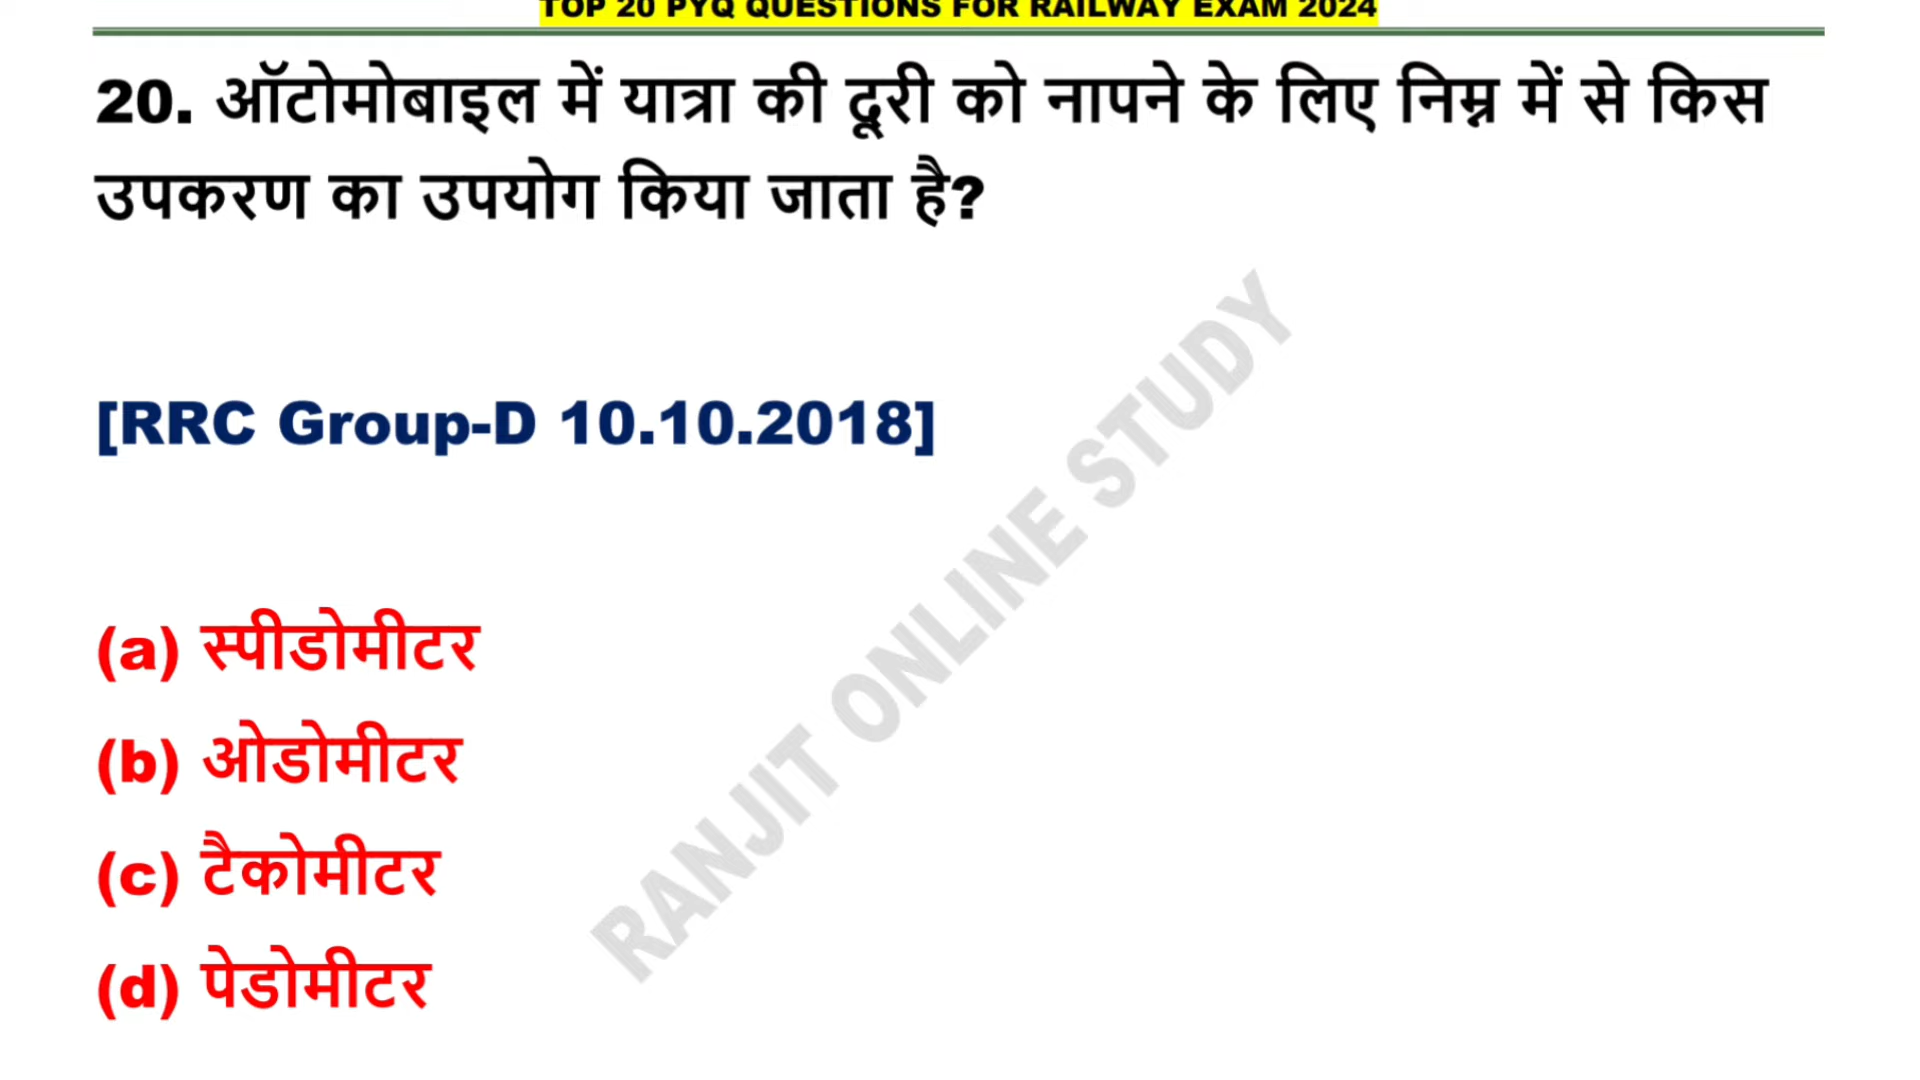 TOP 20 PYQ QUESTIONS FOR RAILWAY EXAM 2024
20. ऑटोमोबाइल में यात्रा की दूरी को नापने के लिए निम्न में से किस
उपकरण का उपयोग किया जाता है?
[RRC Group-D 10.10.2018]
RANJIT ONLINE STUDY
(a) स्पीडोमीटर
(b) ओडोमीटर
(c) टैकोमीटर
(d) पेडोमीटर